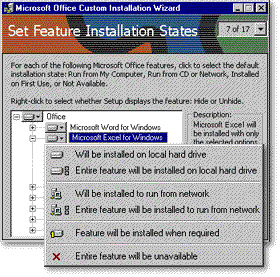 Microsoft Office Custom Installation Wizard
Set Feature Installation States
7 of 17
For each of the following Microsoft Office features, click to select the default
installation state: Run from My Computer, Run from CD or Network, Installed
on First Use, or Not Available.
Right-click to select whether Setup displays the feature: Hide or Unhide.
Office
Microsoft Word for Windows
Microsoft Excel for Windows
Description:
Microsoft Excel will
be installed with only
the selected options
Will be installed on local hard drive
Entire feature will be installed on local hard drive
Will be installed to run from network
Entire feature will be installed to run from network
Feature will be installed when required
Entire feature will be unavailable